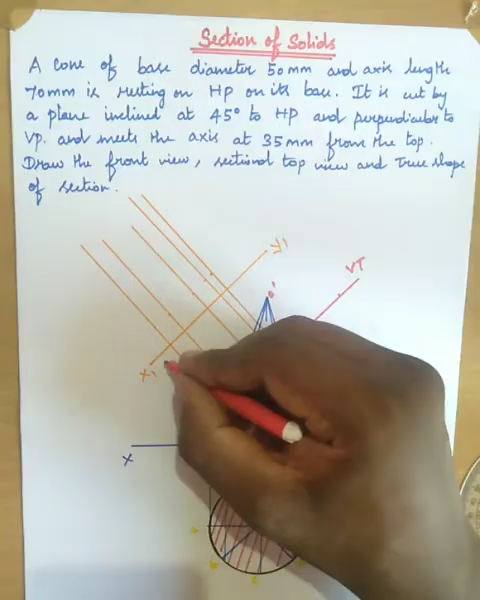 Section of Solids
A cone of base diameter 50mm and axis length
70mm is resting on HP on its base. It is cut by
a plane inclined at 45° to HP and perpendicular to
VP. and meets the axis at 35mm from the top.
Draw the front view, sectional top view and True shape
of section.
Y1
VT
o'
X1
X